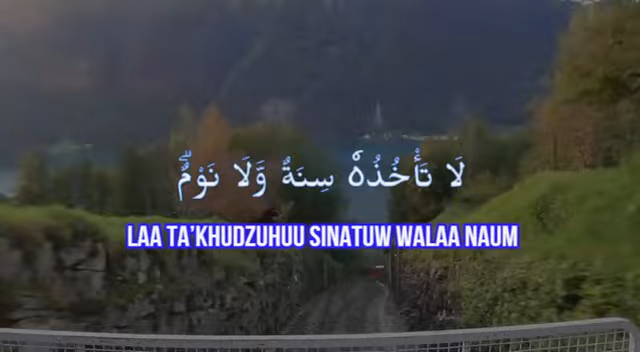 لَا تَأْخُذُهٗ سِنَةٌ وَّلَا نَوْمٌۗ
LAA TA'KHUDZUHUU SINATUW WALAA NAUM